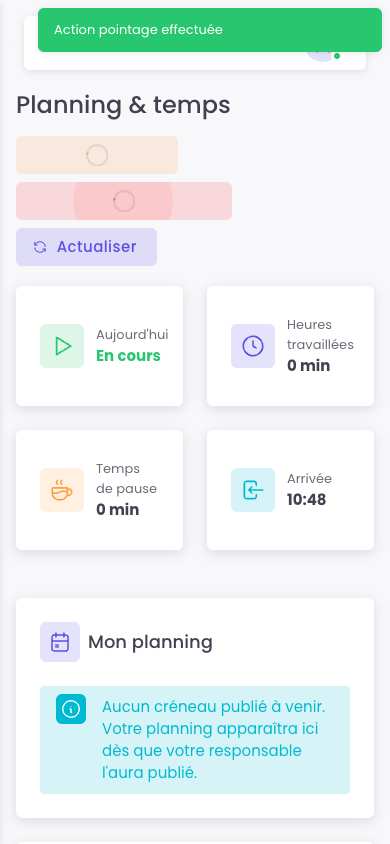 Action pointage effectuée
Planning & temps
Actualiser
Aujourd'hui
En cours
Heures
travaillées
0 min
Temps
de pause
0 min
Arrivée
10:48
Mon planning
Aucun créneau publié à venir.
Votre planning apparaîtra ici
dès que votre responsable
l'aura publié.